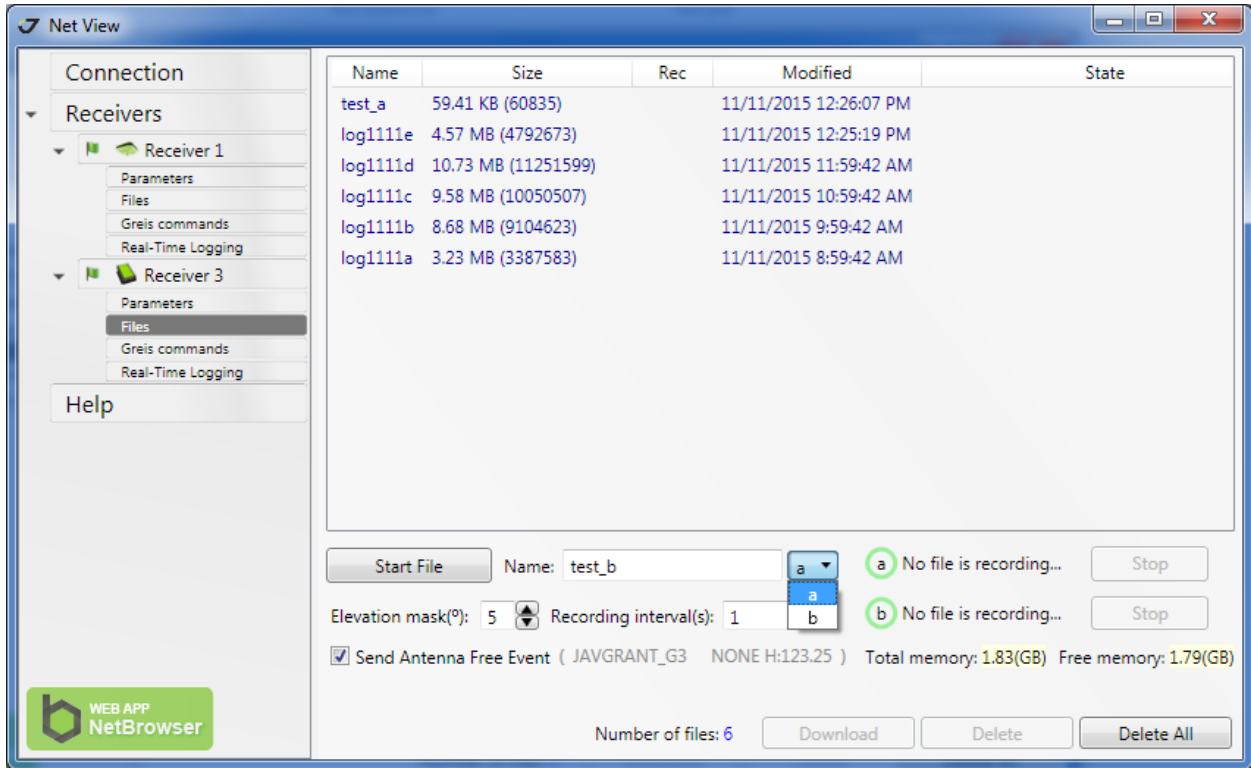 Net View
Connection
Receivers
Receiver 1
Parameters
Files
Greis commands
Real-Time Logging
Receiver 3
Parameters
Files
Greis commands
Real-Time Logging
Help
WEB APP
NetBrowser
Name Size Rec Modified State
test_a 59.41 KB (60835) 11/11/2015 12:26:07 PM
log1111e 4.57 MB (4792673) 11/11/2015 12:25:19 PM
log1111d 10.73 MB (11251599) 11/11/2015 11:59:42 AM
log1111c 9.58 MB (10050507) 11/11/2015 10:59:42 AM
log1111b 8.68 MB (9104623) 11/11/2015 9:59:42 AM
log1111a 3.23 MB (3387583) 11/11/2015 8:59:42 AM
Start File Name: test_b a a No file is recording... Stop
a
Elevation mask(º): 5 Recording interval(s): 1 b b No file is recording... Stop
Send Antenna Free Event ( JAVGRANT_G3 NONE H:123.25 ) Total memory: 1.83(GB) Free memory: 1.79(GB)
Number of files: 6 Download Delete Delete All